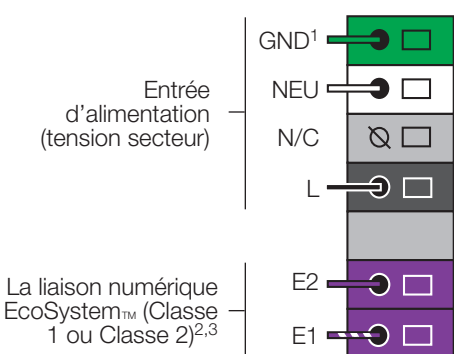 GND¹
NEU
Entrée
d'alimentation
(tension secteur)
N/C
L
La liaison numérique
EcoSystem™ (Classe
1 ou Classe 2)²,³
E2
E1